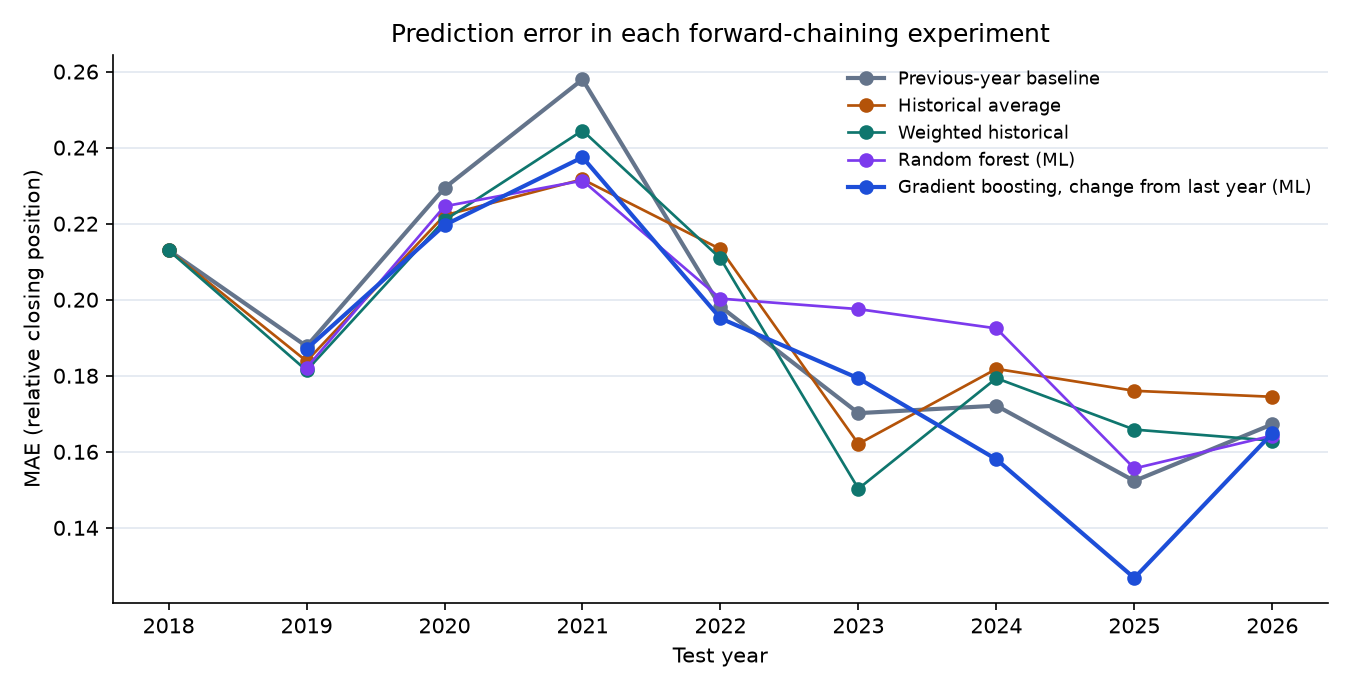 Prediction error in each forward-chaining experiment
Previous-year baseline
Historical average
Weighted historical
Random forest (ML)
Gradient boosting, change from last year (ML)
MAE (relative closing position)
0.26
0.24
0.22
0.20
0.18
0.16
0.14
2018 2019 2020 2021 2022 2023 2024 2025 2026
Test year